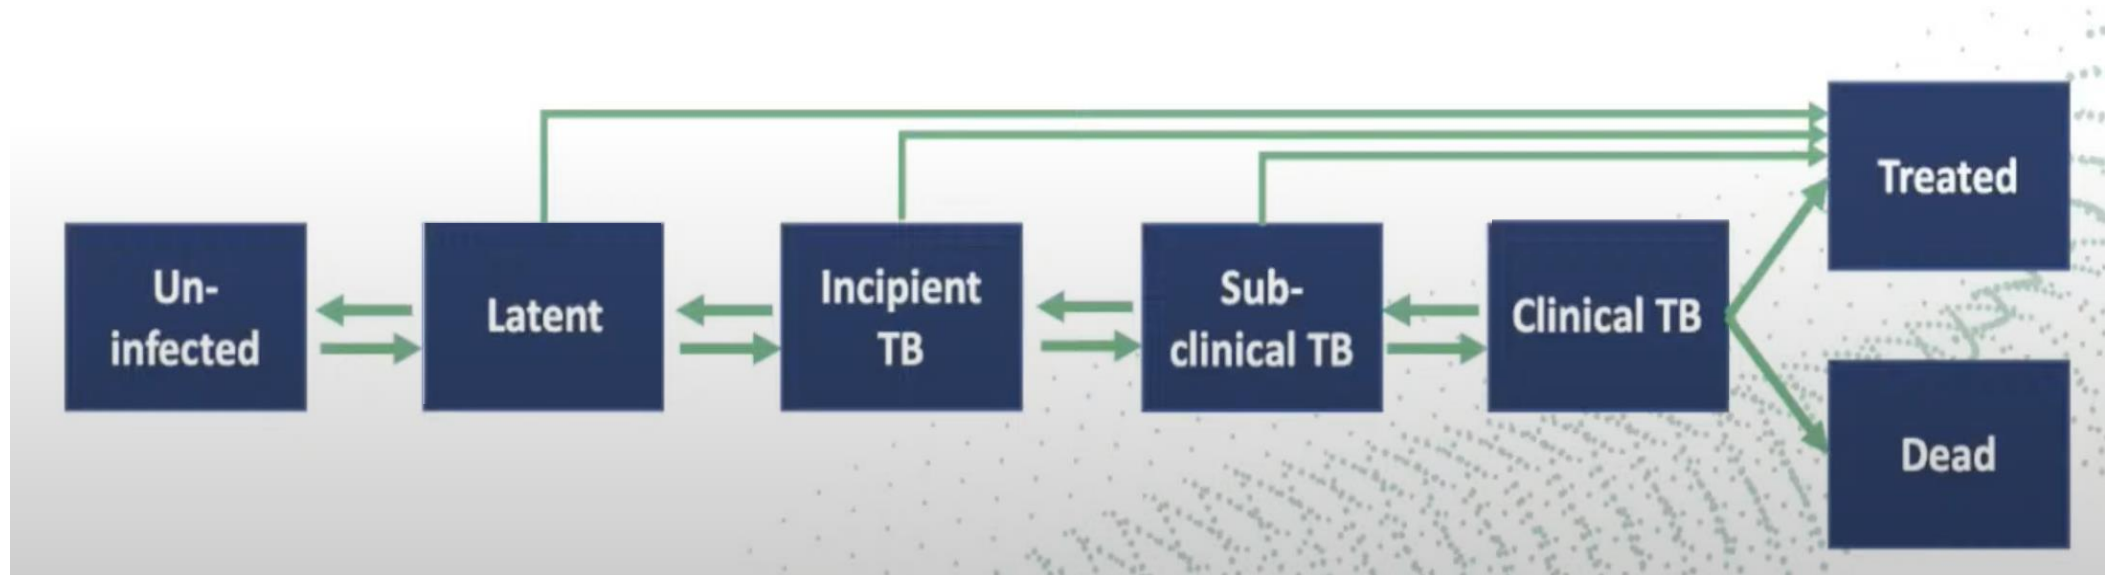 Un-
infected
Latent
Incipient
TB
Sub-
clinical TB
Clinical TB
Treated
Dead